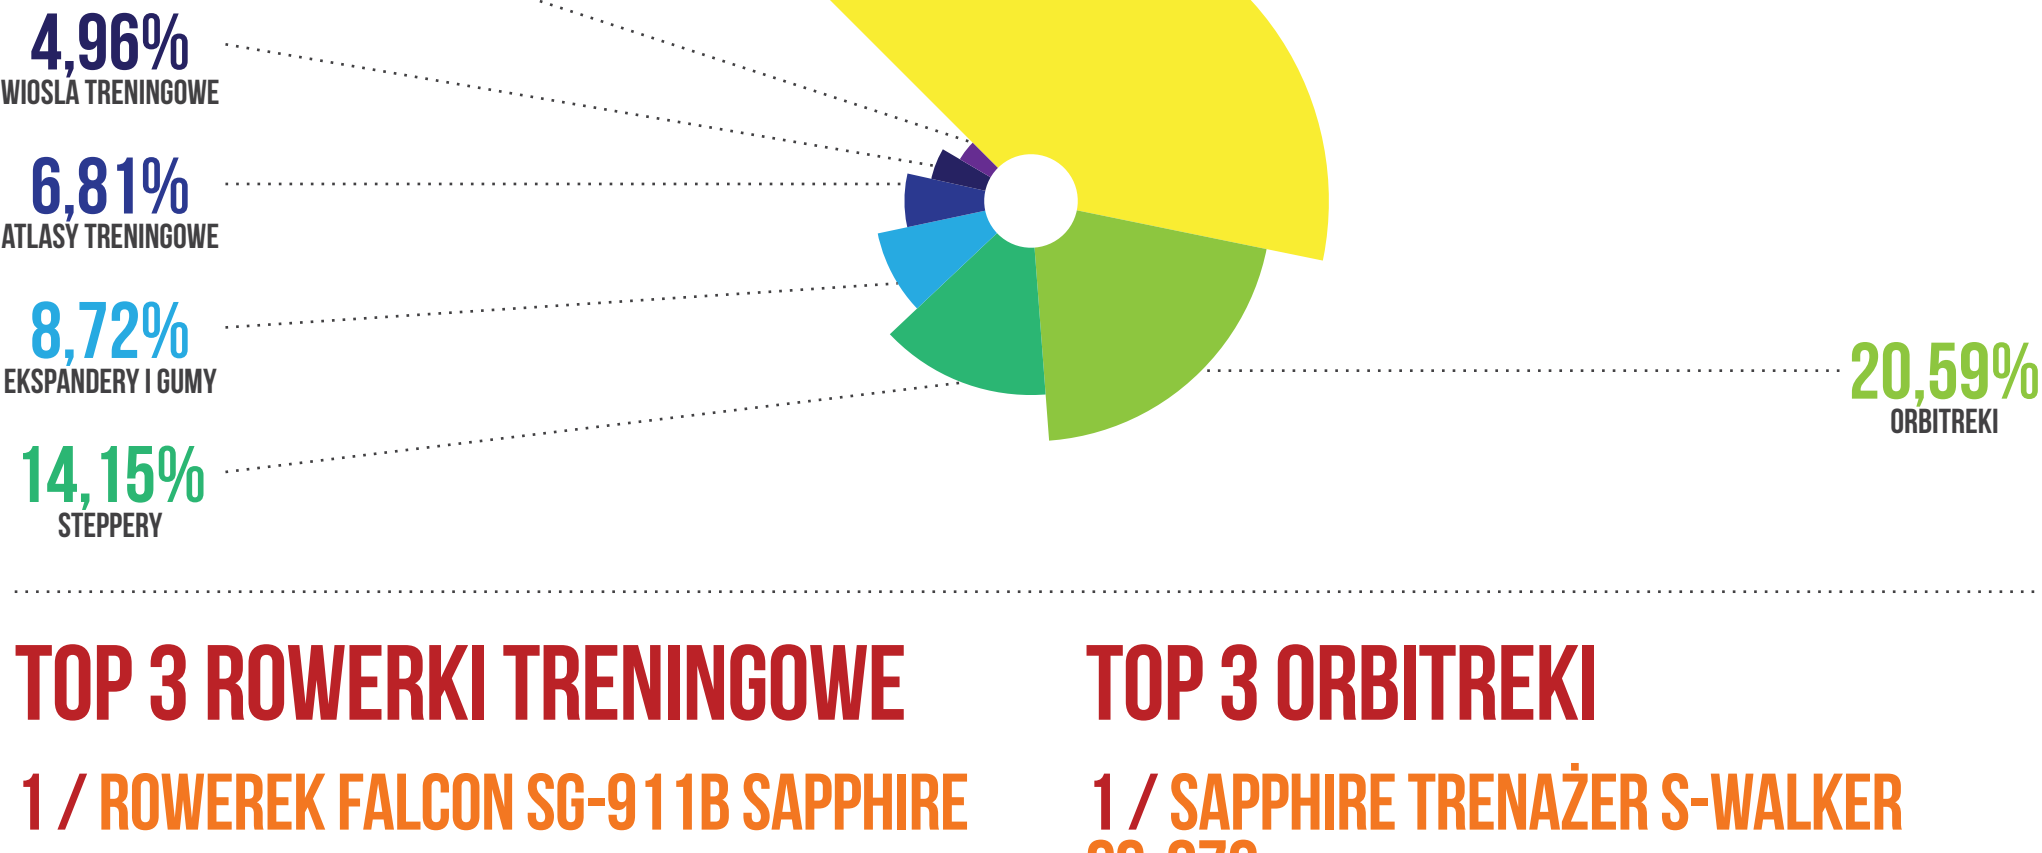 4,96%
WIOSLA TRENINGOWE
6,81%
ATLASY TRENINGOWE
8,72%
EKSPANDERY I GUMY
14,15%
STEPPERY
20,59%
ORBITREKI
TOP 3 ROWERKI TRENINGOWE
1 / ROWEREK FALCON SG-911B SAPPHIRE
TOP 3 ORBITREKI
1 / SAPPHIRE TRENAŻER S-WALKER